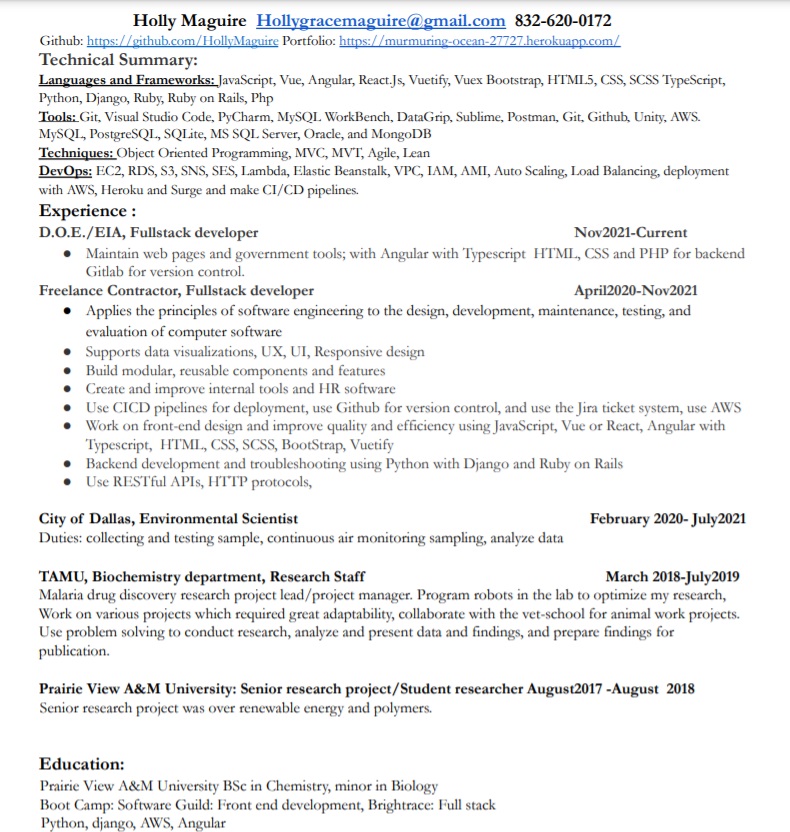 Holly Maguire Hollygracemaguire@gmail.com 832-620-0172
Github: https://github.com/HollyMaguire Portfolio: https://murmuring-ocean-27727.herokuapp.com/
Technical Summary:
Languages and Frameworks: JavaScript, Vue, Angular, React.Js, Vuetify, Vuex Bootstrap, HTML5, CSS, SCSS TypeScript,
Python, Django, Ruby, Ruby on Rails, Php
Tools: Git, Visual Studio Code, PyCharm, MySQL WorkBench, DataGrip, Sublime, Postman, Git, Github, Unity, AWS.
MySQL, PostgreSQL, SQLite, MS SQL Server, Oracle, and MongoDB
Techniques: Object Oriented Programming, MVC, MVT, Agile, Lean
DevOps: EC2, RDS, S3, SNS, SES, Lambda, Elastic Beanstalk, VPC, IAM, AMI, Auto Scaling, Load Balancing, deployment
with AWS, Heroku and Surge and make CI/CD pipelines.
Experience :
D.O.E./EIA, Fullstack developer Nov2021-Current
● Maintain web pages and government tools; with Angular with Typescript HTML, CSS and PHP for backend
Gitlab for version control.
Freelance Contractor, Fullstack developer April2020-Nov2021
● Applies the principles of software engineering to the design, development, maintenance, testing, and
evaluation of computer software
● Supports data visualizations, UX, UI, Responsive design
● Build modular, reusable components and features
● Create and improve internal tools and HR software
● Use CICD pipelines for deployment, use Github for version control, and use the Jira ticket system, use AWS
● Work on front-end design and improve quality and efficiency using JavaScript, Vue or React, Angular with
Typescript, HTML, CSS, SCSS, BootStrap, Vuetify
● Backend development and troubleshooting using Python with Django and Ruby on Rails
● Use RESTful APIs, HTTP protocols,
City of Dallas, Environmental Scientist February 2020- July2021
Duties: collecting and testing sample, continuous air monitoring sampling, analyze data
TAMU, Biochemistry department, Research Staff March 2018-July2019
Malaria drug discovery research project lead/project manager. Program robots in the lab to optimize my research,
Work on various projects which required great adaptability, collaborate with the vet-school for animal work projects.
Use problem solving to conduct research, analyze and present data and findings, and prepare findings for
publication.
Prairie View A&M University: Senior research project/Student researcher August2017 -August 2018
Senior research project was over renewable energy and polymers.
Education:
Prairie View A&M University BSc in Chemistry, minor in Biology
Boot Camp: Software Guild: Front end development, Brightrace: Full stack
Python, django, AWS, Angular